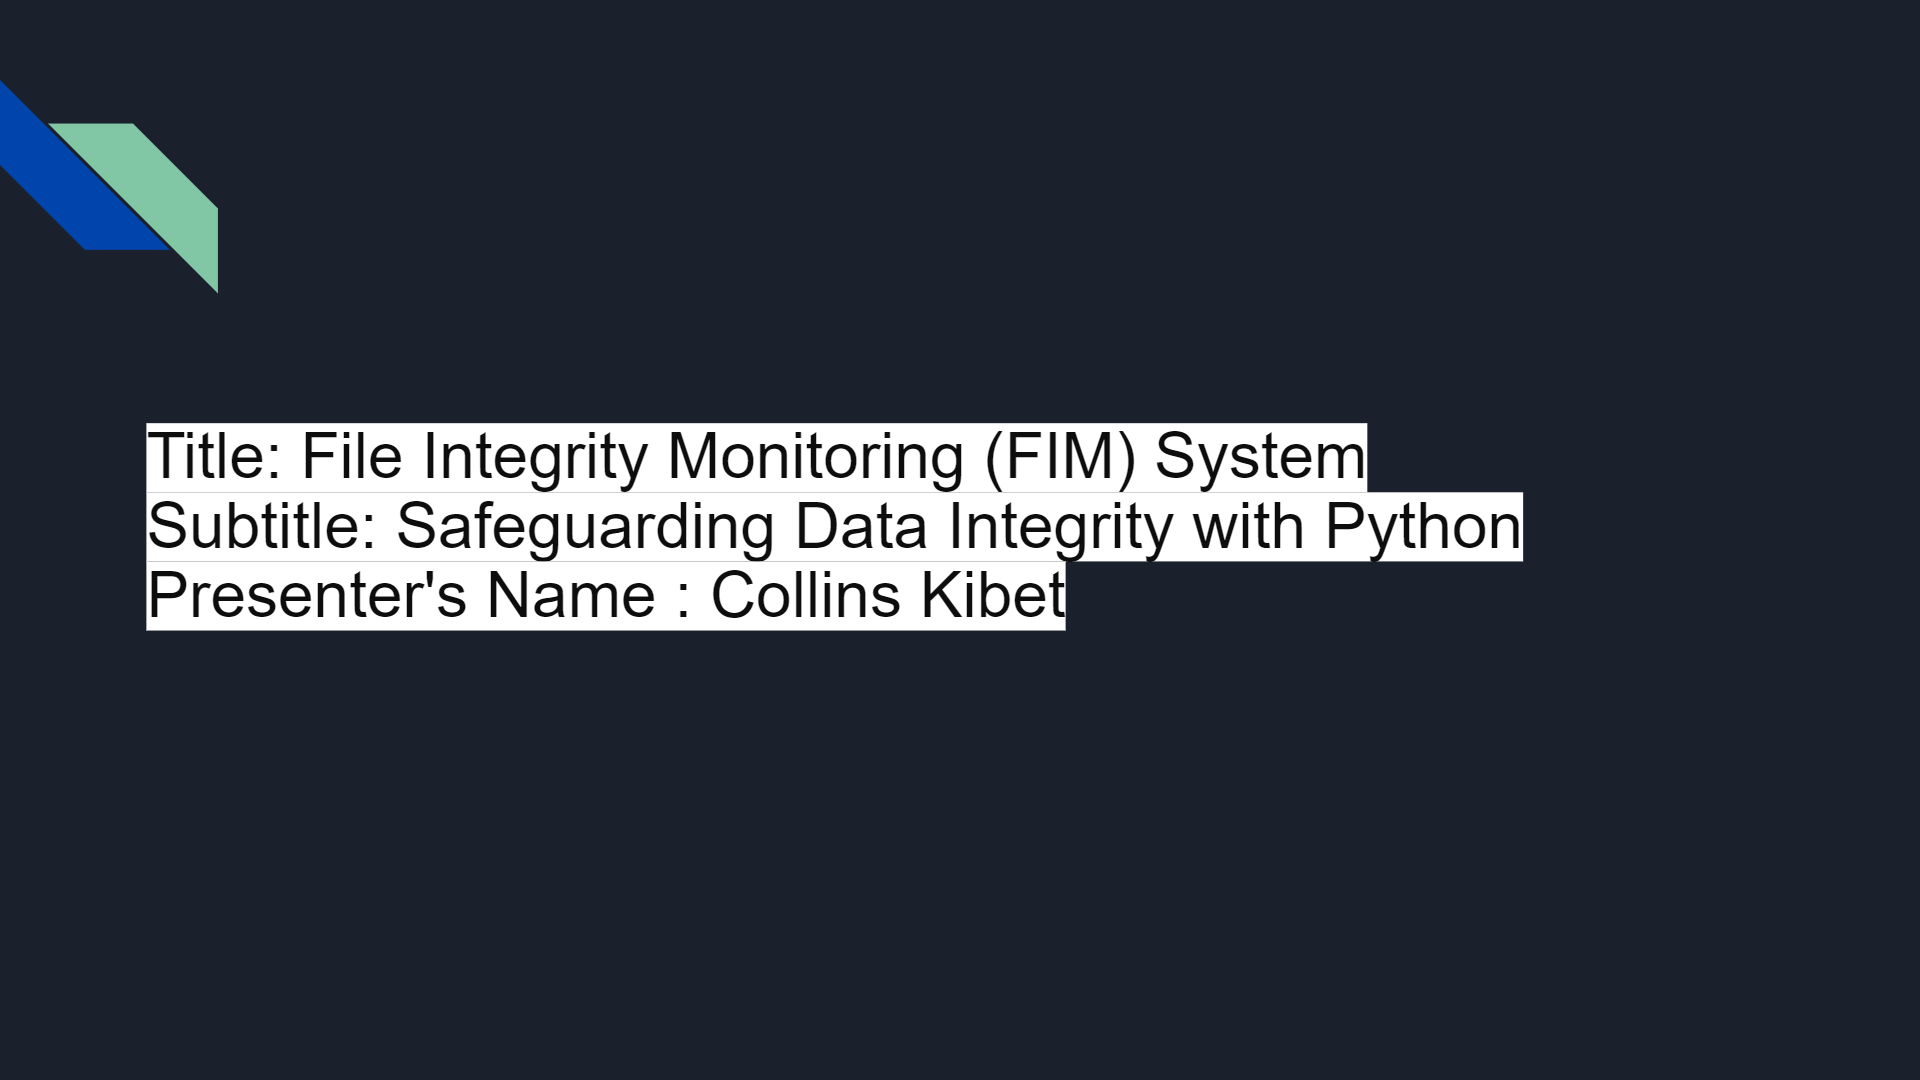 Title: File Integrity Monitoring (FIM) System
Subtitle: Safeguarding Data Integrity with Python
Presenter's Name : Collins Kibet